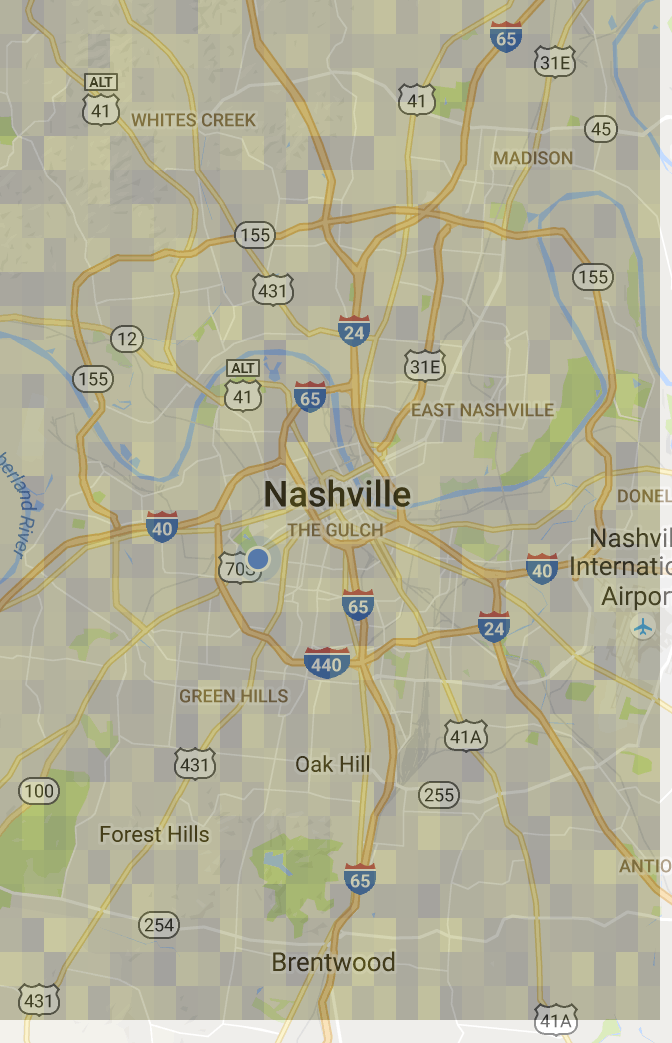 65
31E
ALT
41
41
WHITES CREEK
45
MADISON
155
155
431
24
12
ALT
31E
155
41
65
EAST NASHVILLE
Nashville
DONEL
berland River
THE GULCH
40
Nashvil
Internatio
Airpor
70S
40
65
24
440
GREEN HILLS
41A
431
Oak Hill
100
255
Forest Hills
ANTIO
65
254
Brentwood
431
41A